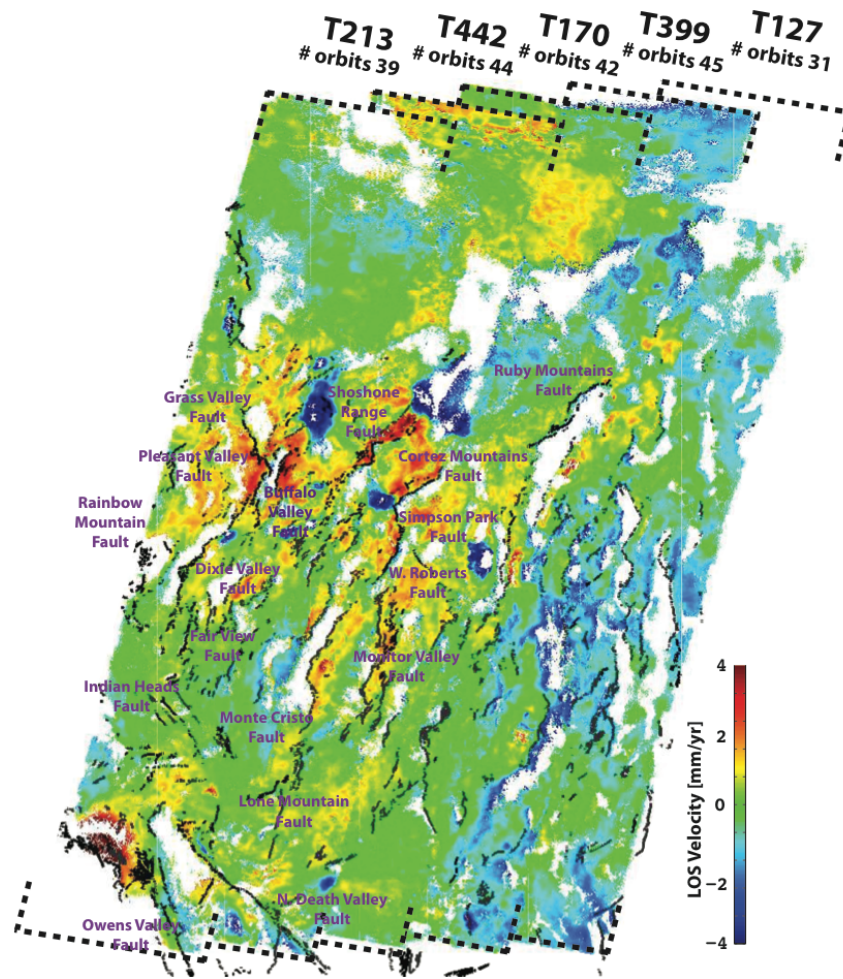 T213
# orbits 39
T442
# orbits 44
T170
# orbits 42
T399
# orbits 45
T127
# orbits 31
Ruby Mountains
Fault
Grass Valley
Fault
Shoshone
Range
Fault
Pleasant Valley
Fault
Cortez Mountains
Fault
Buffalo
Valley
Fault
Rainbow
Mountain
Fault
Simpson Park
Fault
Dixie Valley
Fault
W. Roberts
Fault
Fair View
Fault
Monitor Valley
Fault
Indian Heads
Fault
Monte Cristo
Fault
Lone Mountain
Fault
N. Death Valley
Fault
Owens Valley
Fault
4
2
0
−2
−4
LOS Velocity [mm/yr]